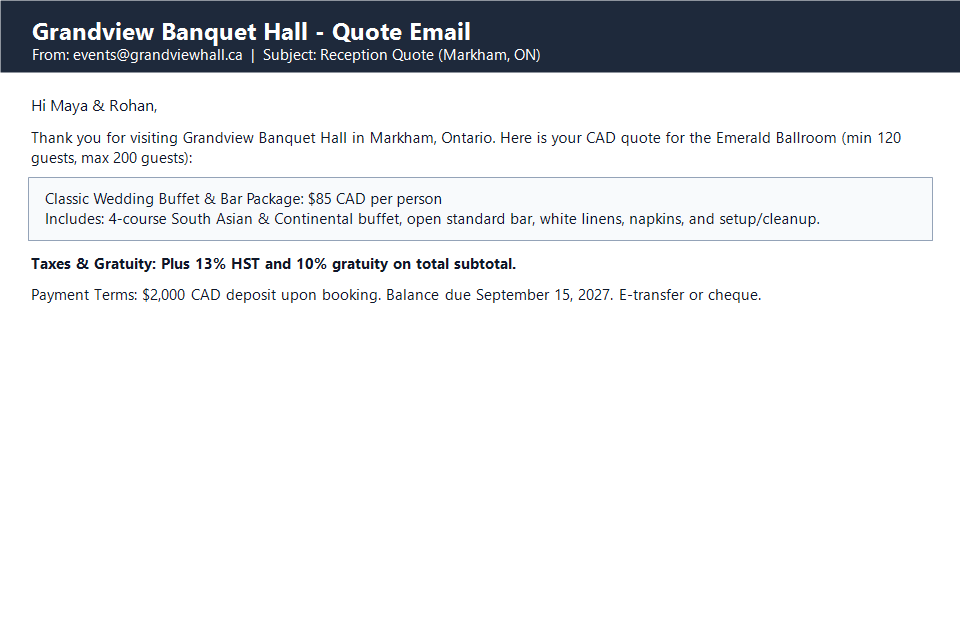 Grandview Banquet Hall - Quote Email
From: events@grandviewhall.ca | Subject: Reception Quote (Markham, ON)
Hi Maya & Rohan,
Thank you for visiting Grandview Banquet Hall in Markham, Ontario. Here is your CAD quote for the Emerald Ballroom (min 120
guests, max 200 guests):
Classic Wedding Buffet & Bar Package: $85 CAD per person
Includes: 4-course South Asian & Continental buffet, open standard bar, white linens, napkins, and setup/cleanup.
Taxes & Gratuity: Plus 13% HST and 10% gratuity on total subtotal.
Payment Terms: $2,000 CAD deposit upon booking. Balance due September 15, 2027. E-transfer or cheque.